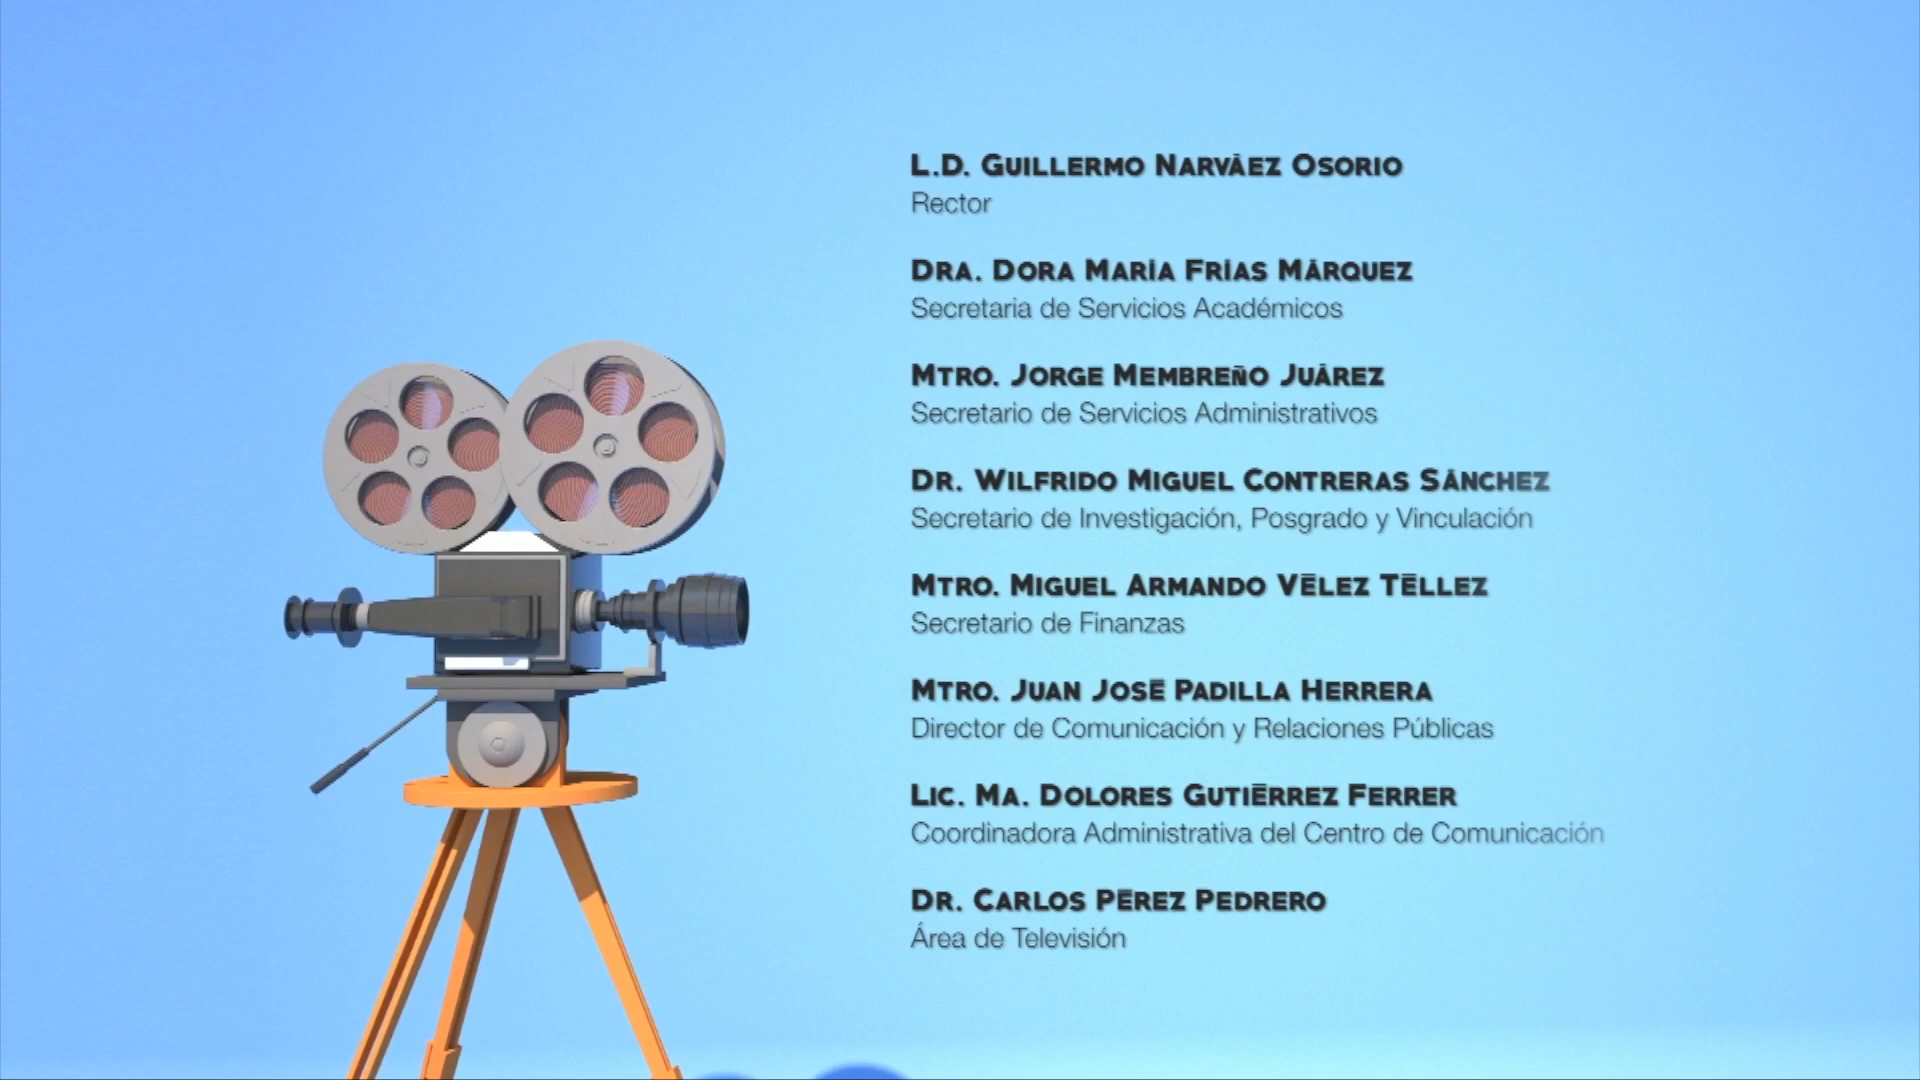 L.D. Guillermo Narváez Osorio
Rector
Dra. Dora María Frías Márquez
Secretaria de Servicios Académicos
Mtro. Jorge Membreño Juárez
Secretario de Servicios Administrativos
Dr. Wilfrido Miguel Contreras Sánchez
Secretario de Investigación, Posgrado y Vinculación
Mtro. Miguel Armando Vélez Téllez
Secretario de Finanzas
Mtro. Juan José Padilla Herrera
Director de Comunicación y Relaciones Públicas
Lic. Ma. Dolores Gutiérrez Ferrer
Coordinadora Administrativa del Centro de Comunicación
Dr. Carlos Pérez Pedrero
Área de Televisión